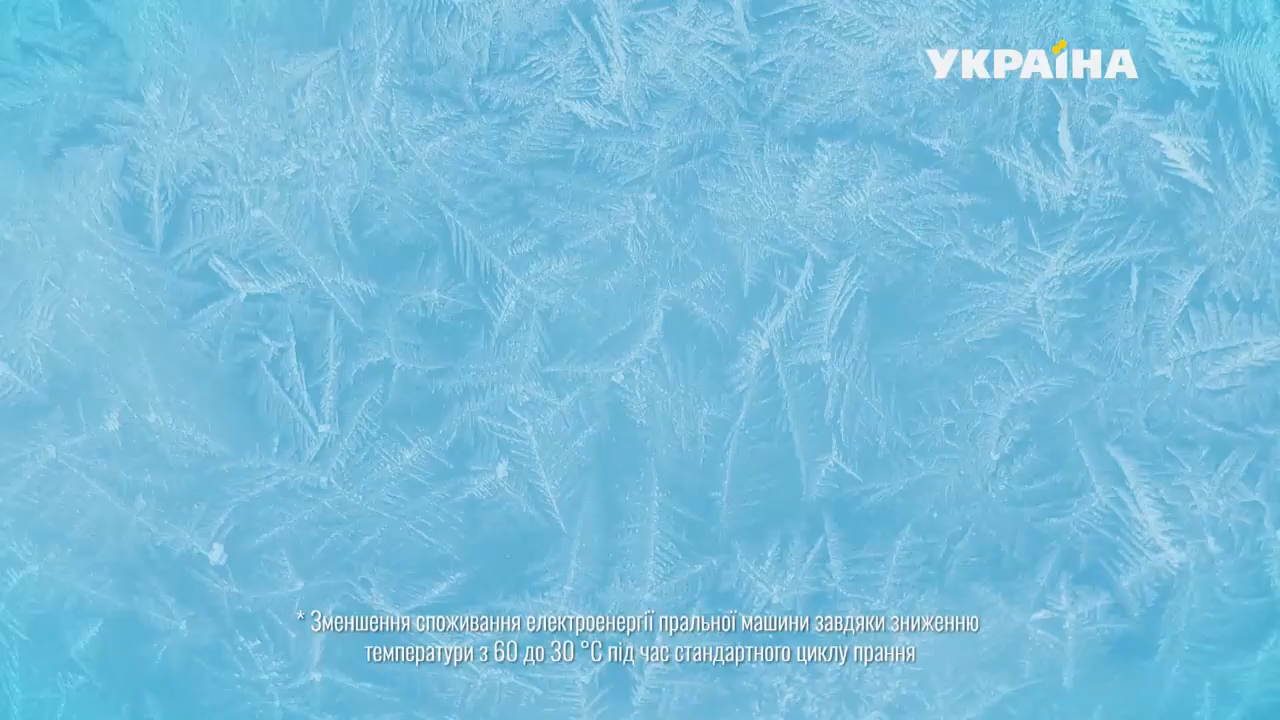 УКРАЇНА
* Зменшення споживання електроенергії пральної машини завдяки зниженню
температури з 60 до 30 °C під час стандартного циклу прання